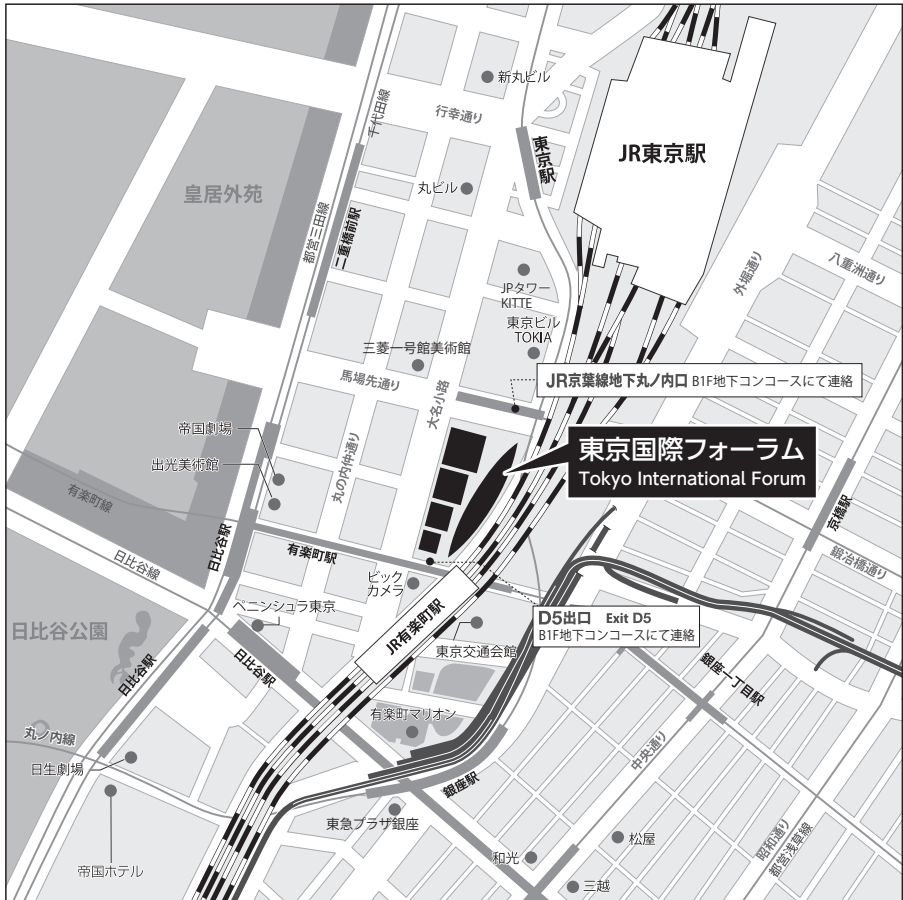 新丸ビル
千代田線
行幸通り
東京駅
JR東京駅
丸ビル
皇居外苑
都営三田線
二重橋前駅
外堀通り
八重洲通り
JPタワー
KITTE
東京ビル
TOKIA
三菱一号館美術館
馬場先通り
大名小路
JR京葉線地下丸ノ内口 B1F地下コンコースにて連絡
帝国劇場
出光美術館
丸の内仲通り
東京国際フォーラム
Tokyo International Forum
有楽町線
京橋駅
日比谷駅
有楽町駅
鍛冶橋通り
日比谷線
ビック
カメラ
ペニンシュラ東京
JR有楽町駅
D5出口 Exit D5
B1F地下コンコースにて連絡
日比谷公園
東京交通会館
日比谷駅
日比谷駅
銀座一丁目駅
有楽町マリオン
丸ノ内線
中央通り
日生劇場
銀座駅
東急プラザ銀座
昭和通り
都営浅草線
松屋
和光
帝国ホテル
三越